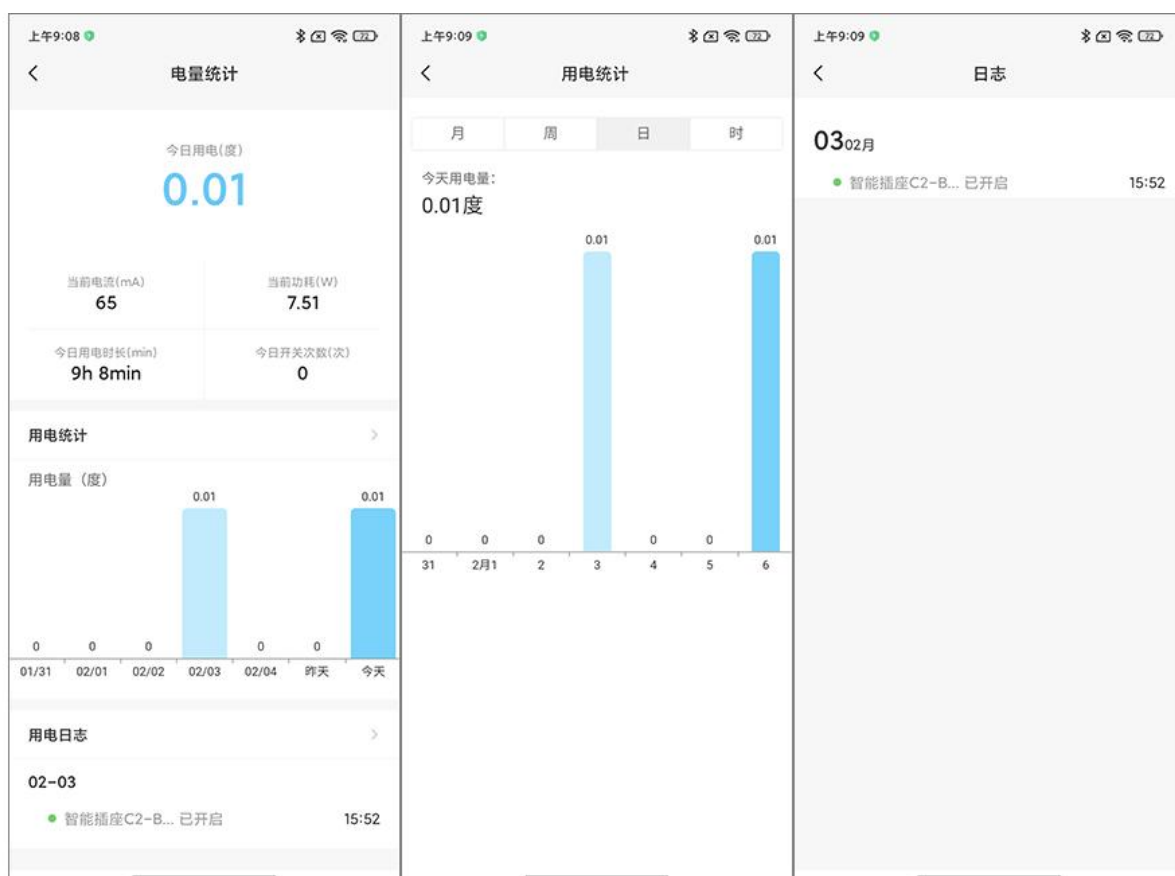 上午9:08
72
电量统计
今日用电(度)
0.01
当前电流(mA)
当前功耗(W)
65
7.51
今日用电时长(min)
今日开关次数(次)
9h 8min
0
用电统计
用电量（度）
0.01
0.01
0 0 0 0 0
01/31 02/01 02/02 02/03 02/04 昨天 今天
用电日志
02-03
智能插座C2-B... 已开启 15:52
上午9:09
72
用电统计
月 周 日 时
今天用电量:
0.01度
0.01
0.01
0 0 0 0 0
31 2月1 2 3 4 5 6
上午9:09
72
日志
0302月
智能插座C2-B... 已开启 15:52